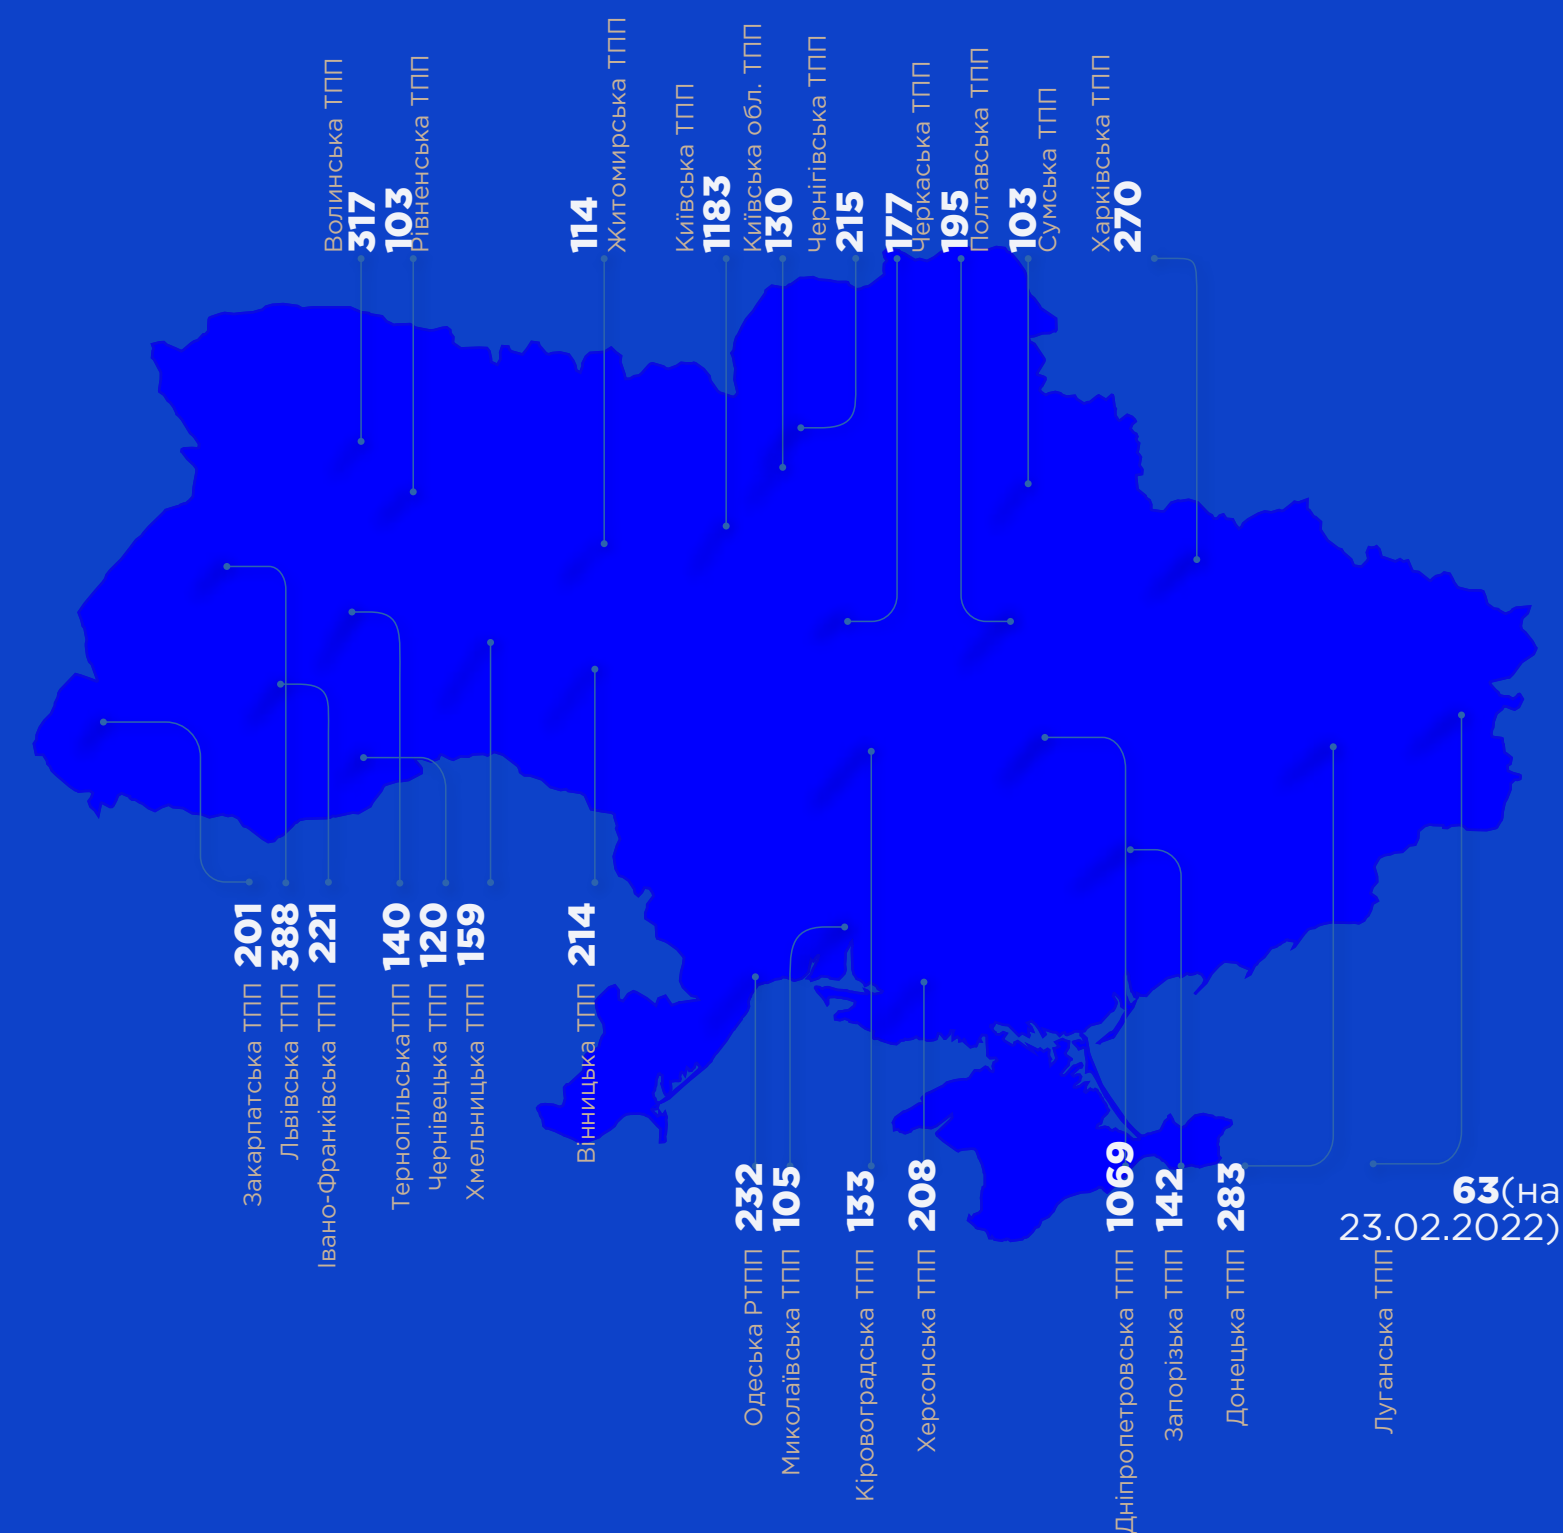 Волинська ТПП
317
103
Рівненська ТПП
114
Житомирська ТПП
Київська ТПП
1183
Київська обл. ТПП
130
Чернігівська ТПП
215
177
Черкаська ТПП
195
Полтавська ТПП
103
Сумська ТПП
Харківська ТПП
270
Закарпатська ТПП 201
Львівська ТПП 388
Івано-Франківська ТПП 221
ТернопільськаТПП 140
Чернівецька ТПП 120
Хмельницька ТПП 159
Вінницька ТПП 214
Одеська РТПП 232
Миколаївська ТПП 105
Кіровоградська ТПП 133
Херсонська ТПП 208
Дніпропетровська ТПП 1069
Запорізька ТПП 142
Донецька ТПП 283
63(на
23.02.2022)
Луганська ТПП